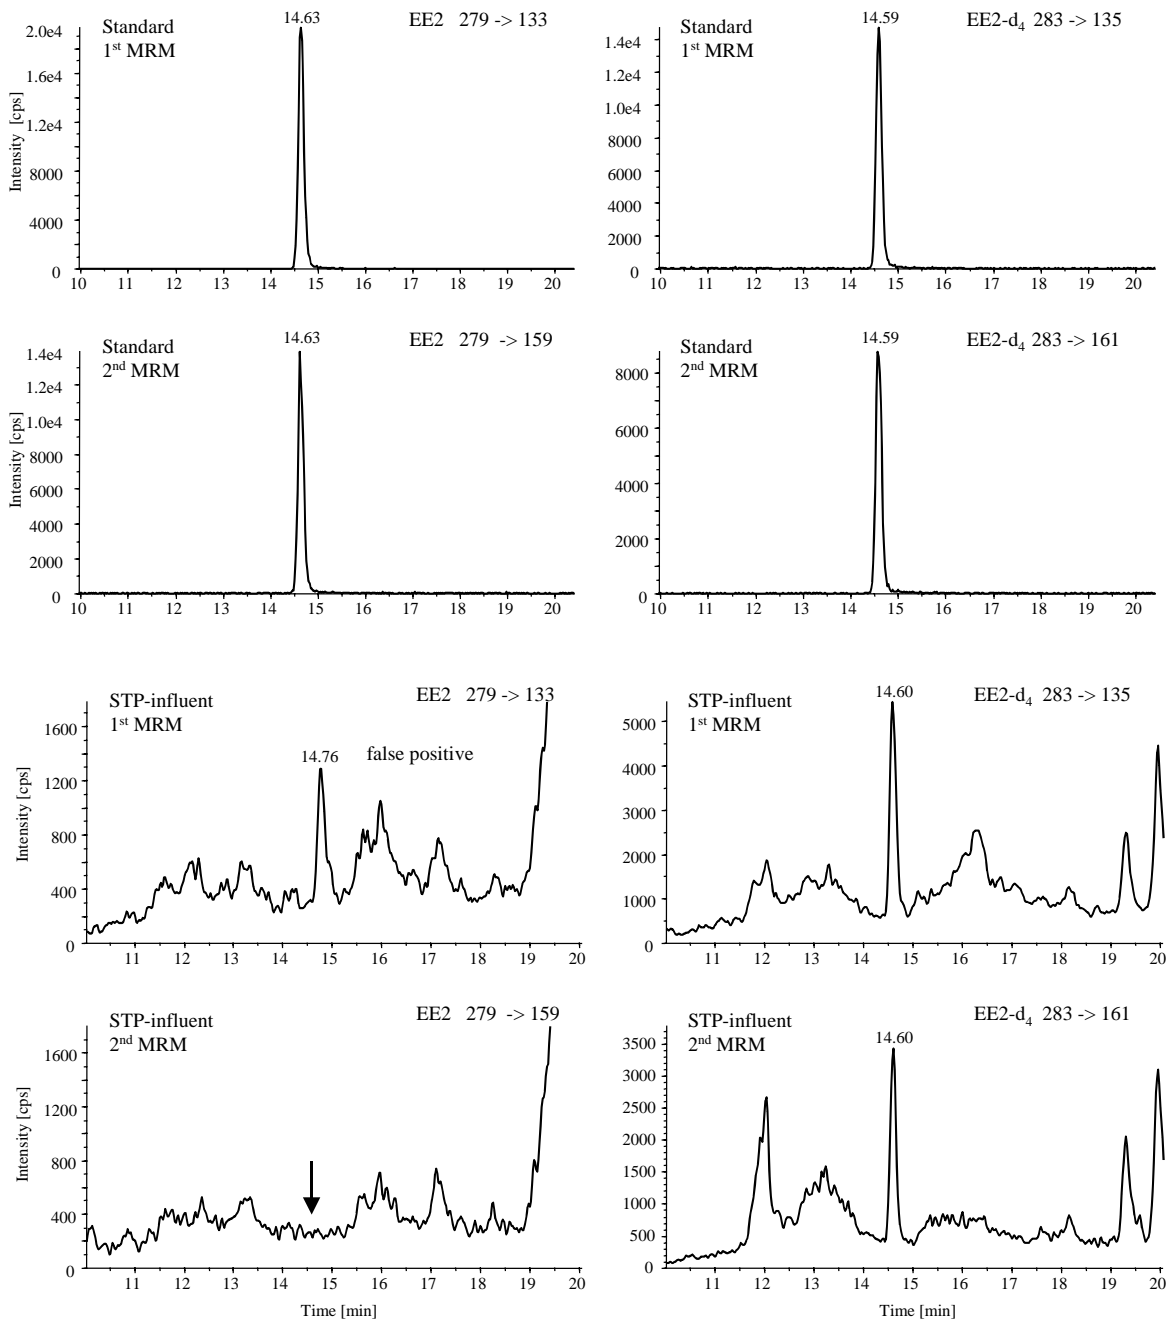 Standard
1st MRM
14.63
EE2 279 -> 133
Intensity [cps]
2.0e4
1.6e4
1.2e4
8000
4000
0
10 11 12 13 14 15 16 17 18 19 20
Standard
1st MRM
14.59
EE2-d4 283 -> 135
1.4e4
1.0e4
8000
6000
4000
2000
0
10 11 12 13 14 15 16 17 18 19 20
Standard
2nd MRM
14.63
EE2 279 -> 159
Intensity [cps]
1.4e4
1.2e4
1.0e4
8000
6000
4000
2000
0
10 11 12 13 14 15 16 17 18 19 20
Standard
2nd MRM
14.59
EE2-d4 283 -> 161
8000
6000
4000
2000
0
10 11 12 13 14 15 16 17 18 19 20
STP-influent
1st MRM
EE2 279 -> 133
14.76
false positive
Intensity [cps]
1600
1200
800
400
0
11 12 13 14 15 16 17 18 19 20
STP-influent
1st MRM
14.60
EE2-d4 283 -> 135
5000
4000
3000
2000
1000
0
11 12 13 14 15 16 17 18 19 20
STP-influent
2nd MRM
EE2 279 -> 159
Intensity [cps]
1600
1200
800
400
0
11 12 13 14 15 16 17 18 19 20
Time [min]
STP-influent
2nd MRM
14.60
EE2-d4 283 -> 161
3500
3000
2500
2000
1500
1000
500
0
11 12 13 14 15 16 17 18 19 20
Time [min]